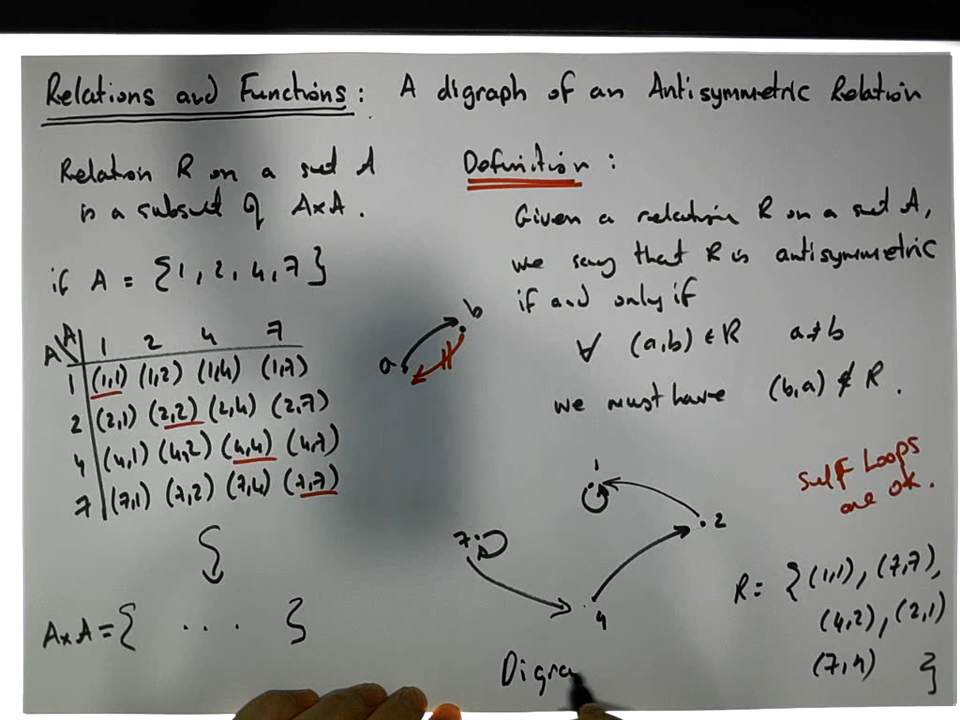 Relations and Functions: A digraph of an Antisymmetric Relation
Relation R on a set A
is a subset of A×A.
if A = {1, 2, 4, 7}
A\A 1 2 4 7
1 (1,1) (1,2) (1,4) (1,7)
2 (2,1) (2,2) (2,4) (2,7)
4 (4,1) (4,2) (4,4) (4,7)
7 (7,1) (7,2) (7,4) (7,7)
A×A = { ... }
a b
Definition:
Given a relation R on a set A,
we say that R is antisymmetric
if and only if
∀ (a,b) ∈ R a≠b
we must have (b,a) ∉ R.
Self Loops
are ok.
1
2
7
4
R = {(1,1), (7,7),
(4,2), (2,1)
(7,4) }
Digra